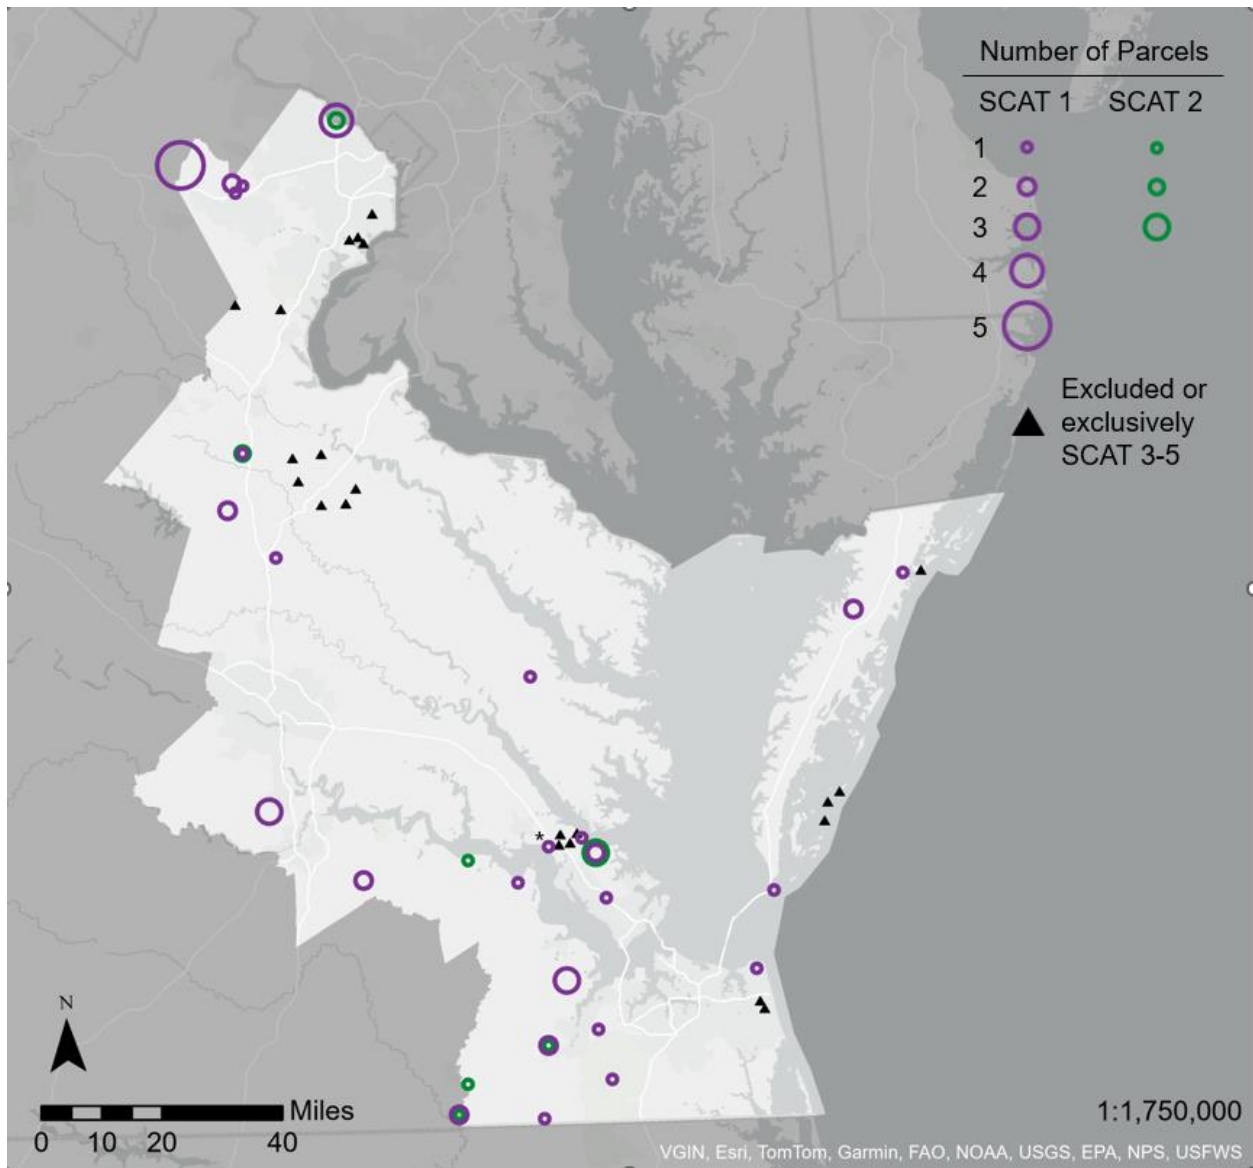 Number of Parcels
SCAT 1 SCAT 2
1
2
3
4
5
Excluded or
exclusively
SCAT 3-5
*
N
Miles
0 10 20 40
1:1,750,000
VGIN, Esri, TomTom, Garmin, FAO, NOAA, USGS, EPA, NPS, USFWS